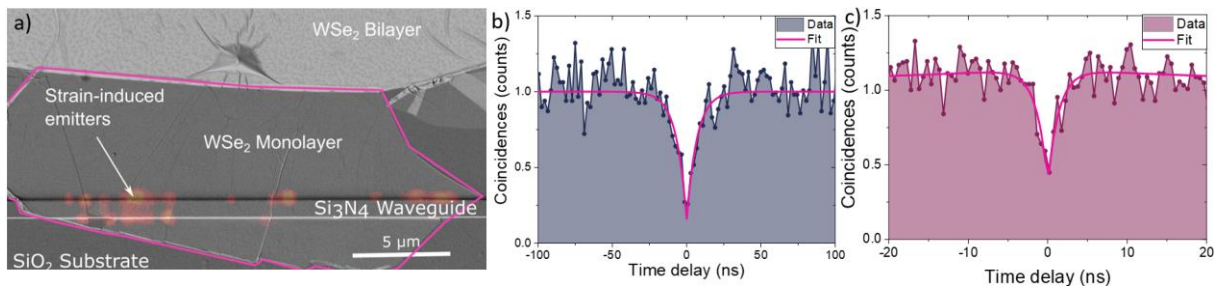 a)
WSe₂ Bilayer
Strain-induced
emitters
WSe₂ Monolayer
Si3N4 Waveguide
5 μm
SiO₂ Substrate
b)
Coincidences (counts)
1.5
1.0
0.5
0.0
Data
Fit
-100 -50 0 50 100
Time delay (ns)
c)
Coincidences (counts)
1.5
1.0
0.5
0.0
Data
Fit
-20 -10 0 10 20
Time delay (ns)